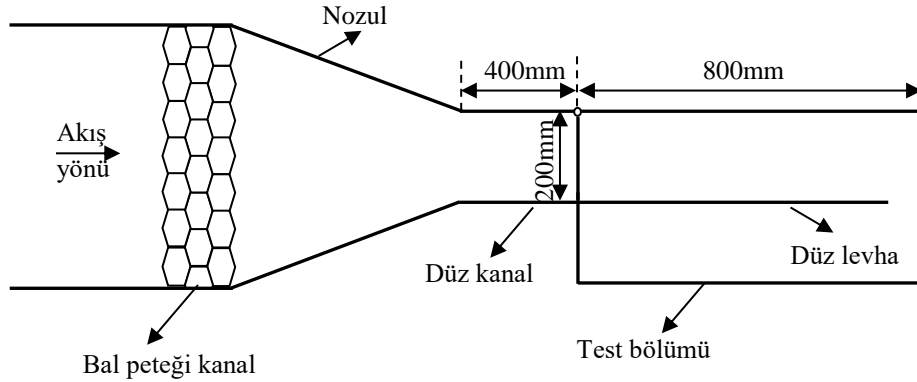 Nozul
400mm
800mm
Akış
yönü
200mm
Düz kanal
Düz levha
Bal peteği kanal
Test bölümü